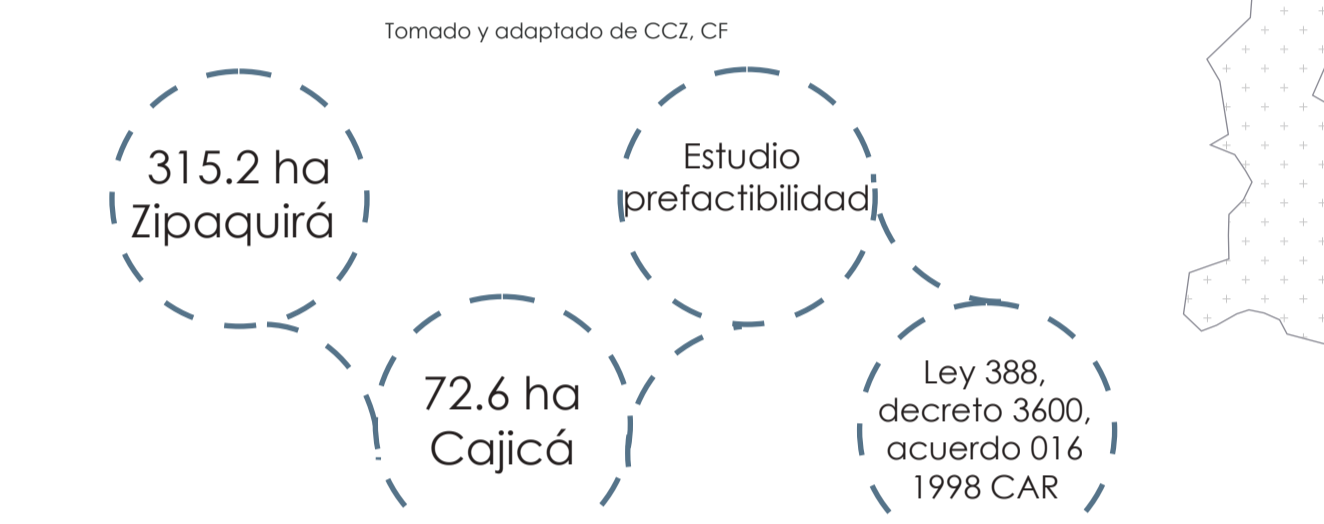 Tomado y adaptado de CCZ, CF
315.2 ha
Zipaquirá
Estudio
prefactibilidad
72.6 ha
Cajicá
Ley 388,
decreto 3600,
acuerdo 016
1998 CAR